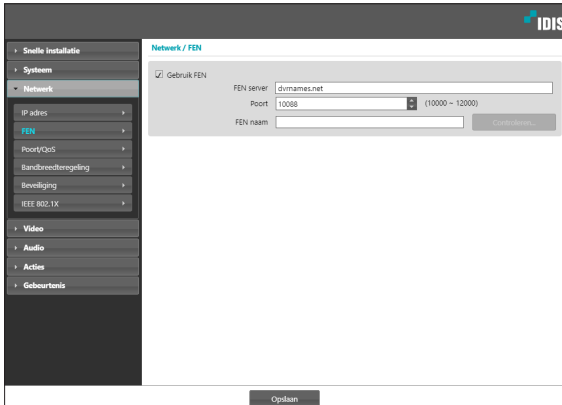 IDIS
Snelle installatie
Systeem
Netwerk
IP adres
FEN
Poort/QoS
Bandbreedteregeling
Beveiliging
IEEE 802.1X
Video
Audio
Acties
Gebeurtenis
Netwerk / FEN
Gebruik FEN
FEN server dvrnames.net
Poort 10088 (10000 ~ 12000)
FEN naam Controleren...
Opslaan